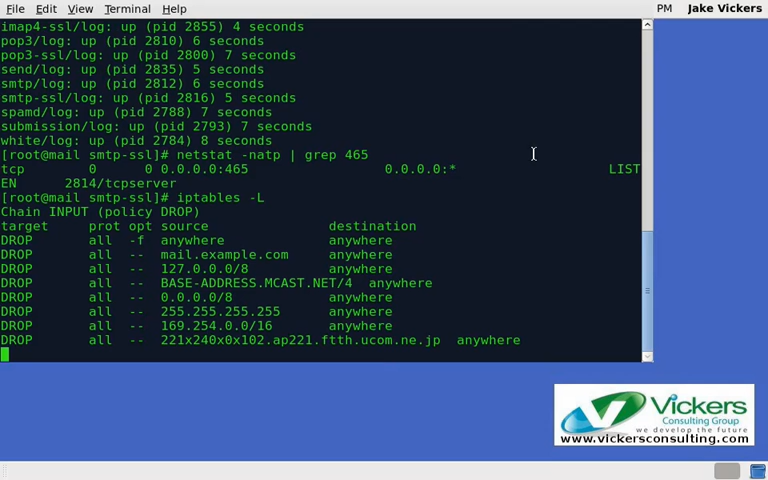 File Edit View Terminal Help PM Jake Vickers
imap4-ssl/log: up (pid 2855) 4 seconds
pop3/log: up (pid 2810) 6 seconds
pop3-ssl/log: up (pid 2800) 7 seconds
send/log: up (pid 2835) 5 seconds
smtp/log: up (pid 2812) 6 seconds
smtp-ssl/log: up (pid 2816) 5 seconds
spamd/log: up (pid 2788) 7 seconds
submission/log: up (pid 2793) 7 seconds
white/log: up (pid 2784) 8 seconds
[root@mail smtp-ssl]# netstat -natp | grep 465
tcp 0 0 0.0.0.0:465 0.0.0.0:* LIST
EN 2814/tcpserver
[root@mail smtp-ssl]# iptables -L
Chain INPUT (policy DROP)
target prot opt source destination
DROP all -f anywhere anywhere
DROP all -- mail.example.com anywhere
DROP all -- 127.0.0.0/8 anywhere
DROP all -- BASE-ADDRESS.MCAST.NET/4 anywhere
DROP all -- 0.0.0.0/8 anywhere
DROP all -- 255.255.255.255 anywhere
DROP all -- 169.254.0.0/16 anywhere
DROP all -- 221x240x0x102.ap221.ftth.ucom.ne.jp anywhere
Vickers
Consulting Group
we develop the future
www.vickersconsulting.com